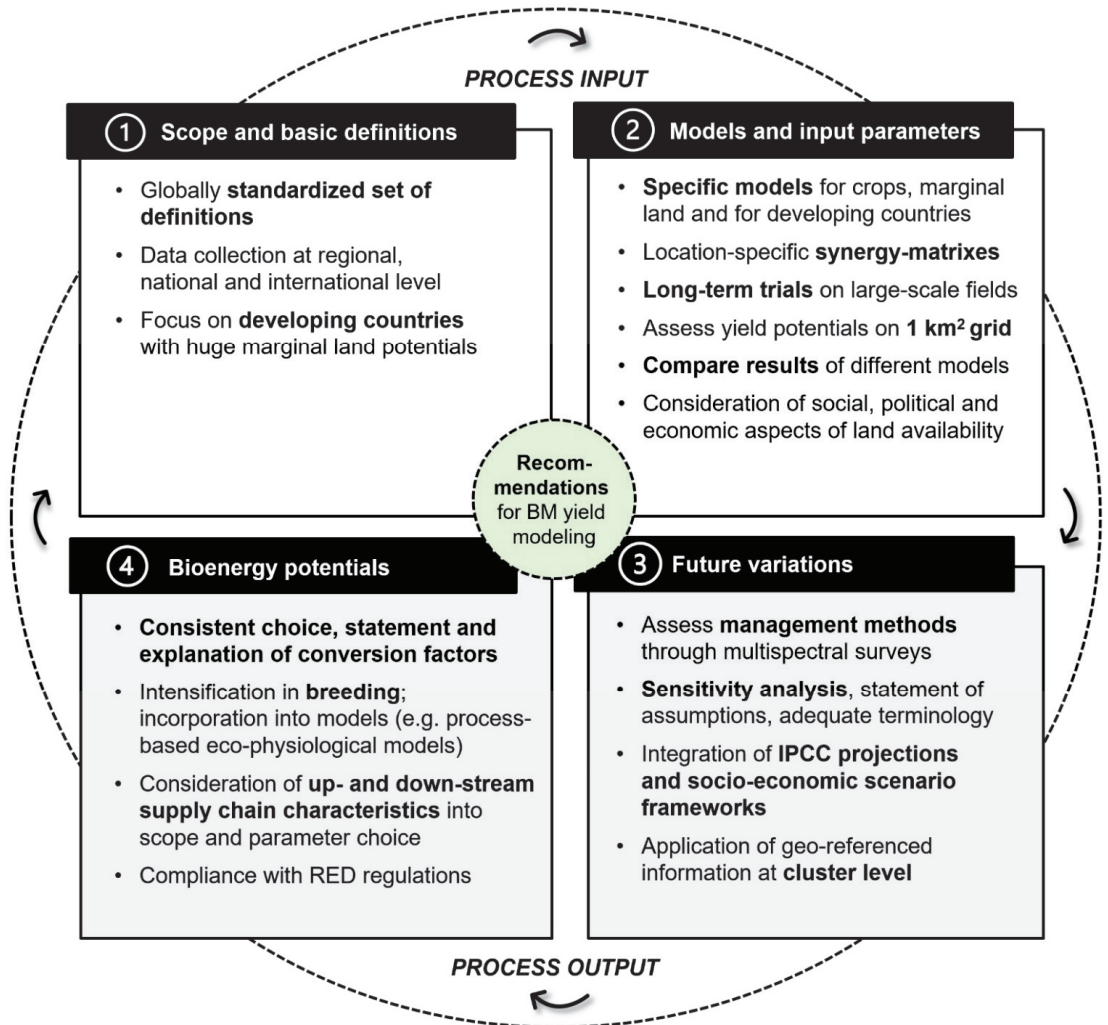 PROCESS INPUT
1 Scope and basic definitions
• Globally standardized set of
definitions
• Data collection at regional,
national and international level
• Focus on developing countries
with huge marginal land potentials
2 Models and input parameters
• Specific models for crops, marginal
land and for developing countries
• Location-specific synergy-matrixes
• Long-term trials on large-scale fields
• Assess yield potentials on 1 km² grid
• Compare results of different models
• Consideration of social, political and
economic aspects of land availability
Recom-
mendations
for BM yield
modeling
3 Future variations
• Assess management methods
through multispectral surveys
• Sensitivity analysis, statement of
assumptions, adequate terminology
• Integration of IPCC projections
and socio-economic scenario
frameworks
• Application of geo-referenced
information at cluster level
4 Bioenergy potentials
• Consistent choice, statement and
explanation of conversion factors
• Intensification in breeding;
incorporation into models (e.g. process-
based eco-physiological models)
• Consideration of up- and down-stream
supply chain characteristics into
scope and parameter choice
• Compliance with RED regulations
PROCESS OUTPUT